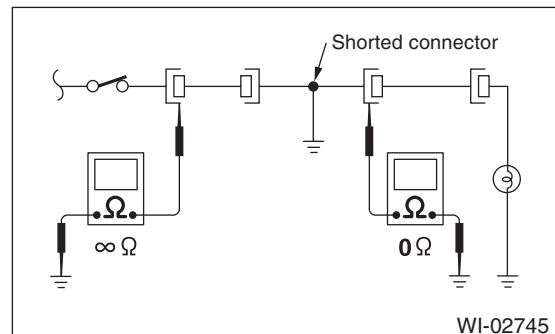 Shorted connector
Ω
Ω
∞ Ω
0 Ω
WI-02745